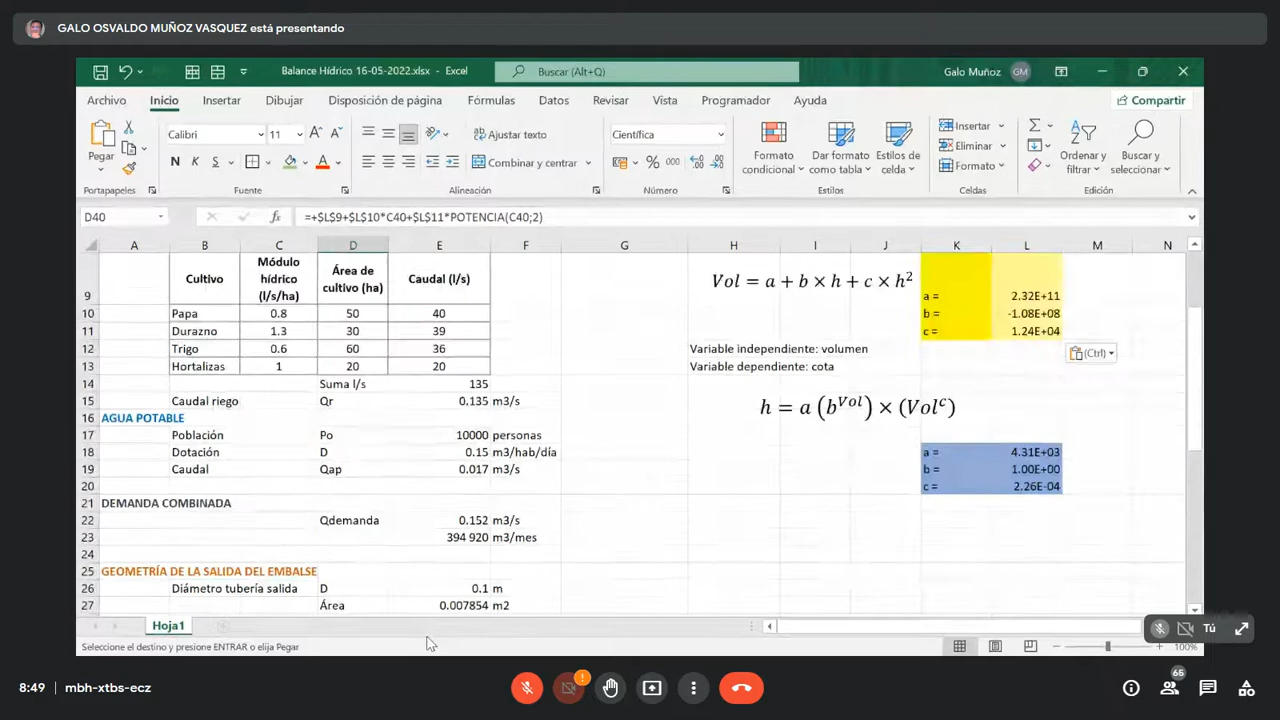 GALO OSVALDO MUÑOZ VASQUEZ está presentando
Balance Hídrico 16-05-2022.xlsx - Excel
Buscar (Alt+Q)
Galo Muñoz GM
Archivo Inicio Insertar Dibujar Disposición de página Fórmulas Datos Revisar Vista Programador Ayuda Compartir
Pegar
Calibri 11
N K S
Ajustar texto
Combinar y centrar
Científica
% 000
Formato condicional
Dar formato como tabla
Estilos de celda
Insertar
Eliminar
Formato
Ordenar y filtrar
Buscar y seleccionar
Portapapeles Fuente Alineación Número Estilos Celdas Edición
D40 fx =+$L$9+$L$10*C40+$L$11*POTENCIA(C40;2)
A B C D E F G H I J K L M N
9 Cultivo Módulo hídrico (l/s/ha) Área de cultivo (ha) Caudal (l/s) Vol = a + b × h + c × h² a = 2.32E+11
10 Papa 0.8 50 40 b = -1.08E+08
11 Durazno 1.3 30 39 c = 1.24E+04
12 Trigo 0.6 60 36 Variable independiente: volumen
13 Hortalizas 1 20 20 Variable dependiente: cota
(Ctrl)
14 Suma l/s 135
15 Caudal riego Qr 0.135 m3/s
h = a (b^Vol) × (Vol^c)
16 AGUA POTABLE
17 Población Po 10000 personas
18 Dotación D 0.15 m3/hab/día a = 4.31E+03
19 Caudal Qap 0.017 m3/s b = 1.00E+00
20 c = 2.26E-04
21 DEMANDA COMBINADA
22 Qdemanda 0.152 m3/s
23 394 920 m3/mes
24
25 GEOMETRÍA DE LA SALIDA DEL EMBALSE
26 Diámetro tubería salida D 0.1 m
27 Área 0.007854 m2
Hoja1
Tú
Seleccione el destino y presione ENTRAR o elija Pegar
100%
8:49 mbh-xtbs-ecz
65